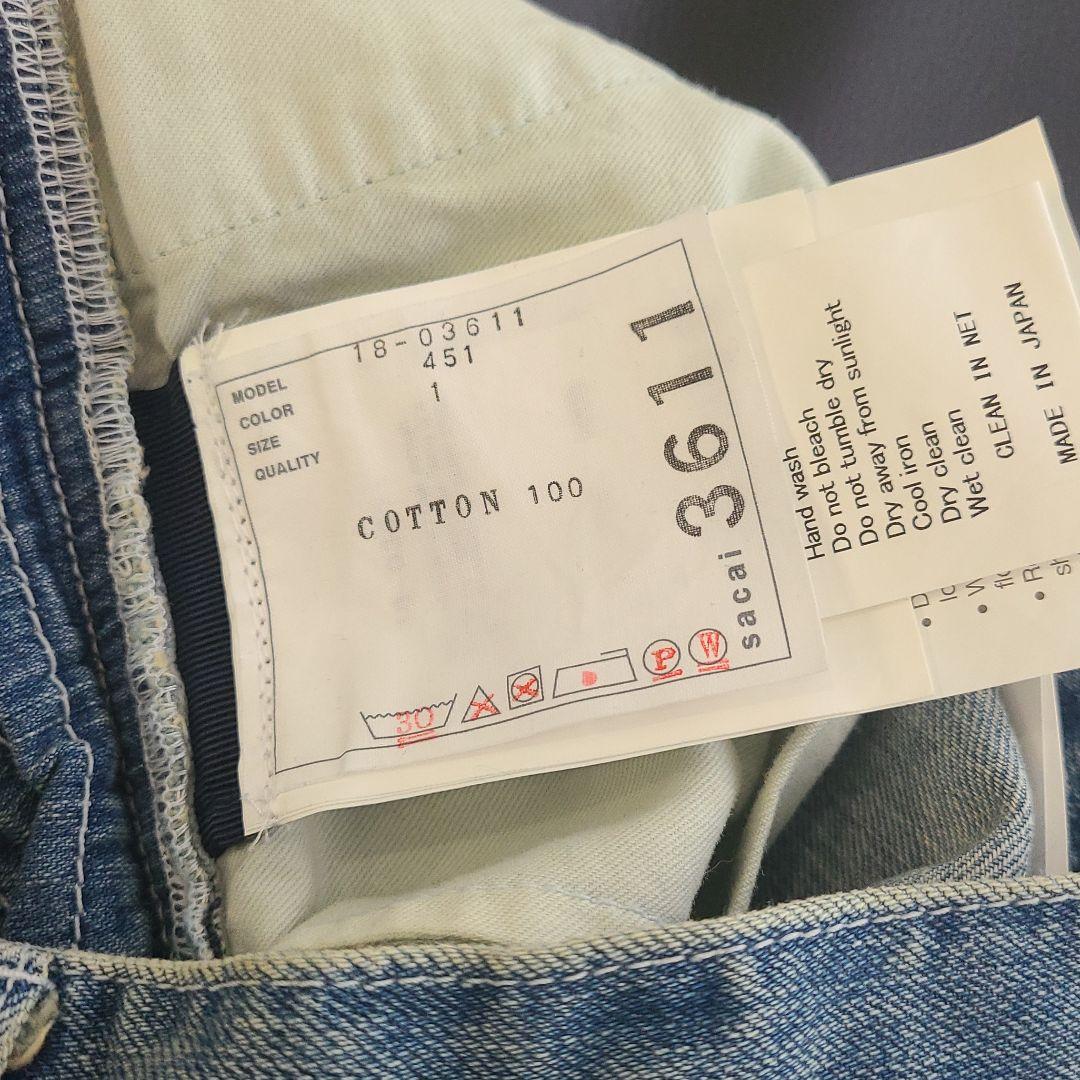 MODEL 18-03611
COLOR 451
SIZE 1
QUALITY
COTTON 100
sacai 3611
30
P
W
Hand wash
Do not bleach
Do not tumble dry
Dry away from sunlight
Cool iron
Dry clean
Wet clean
CLEAN IN NET
MADE IN JAPAN